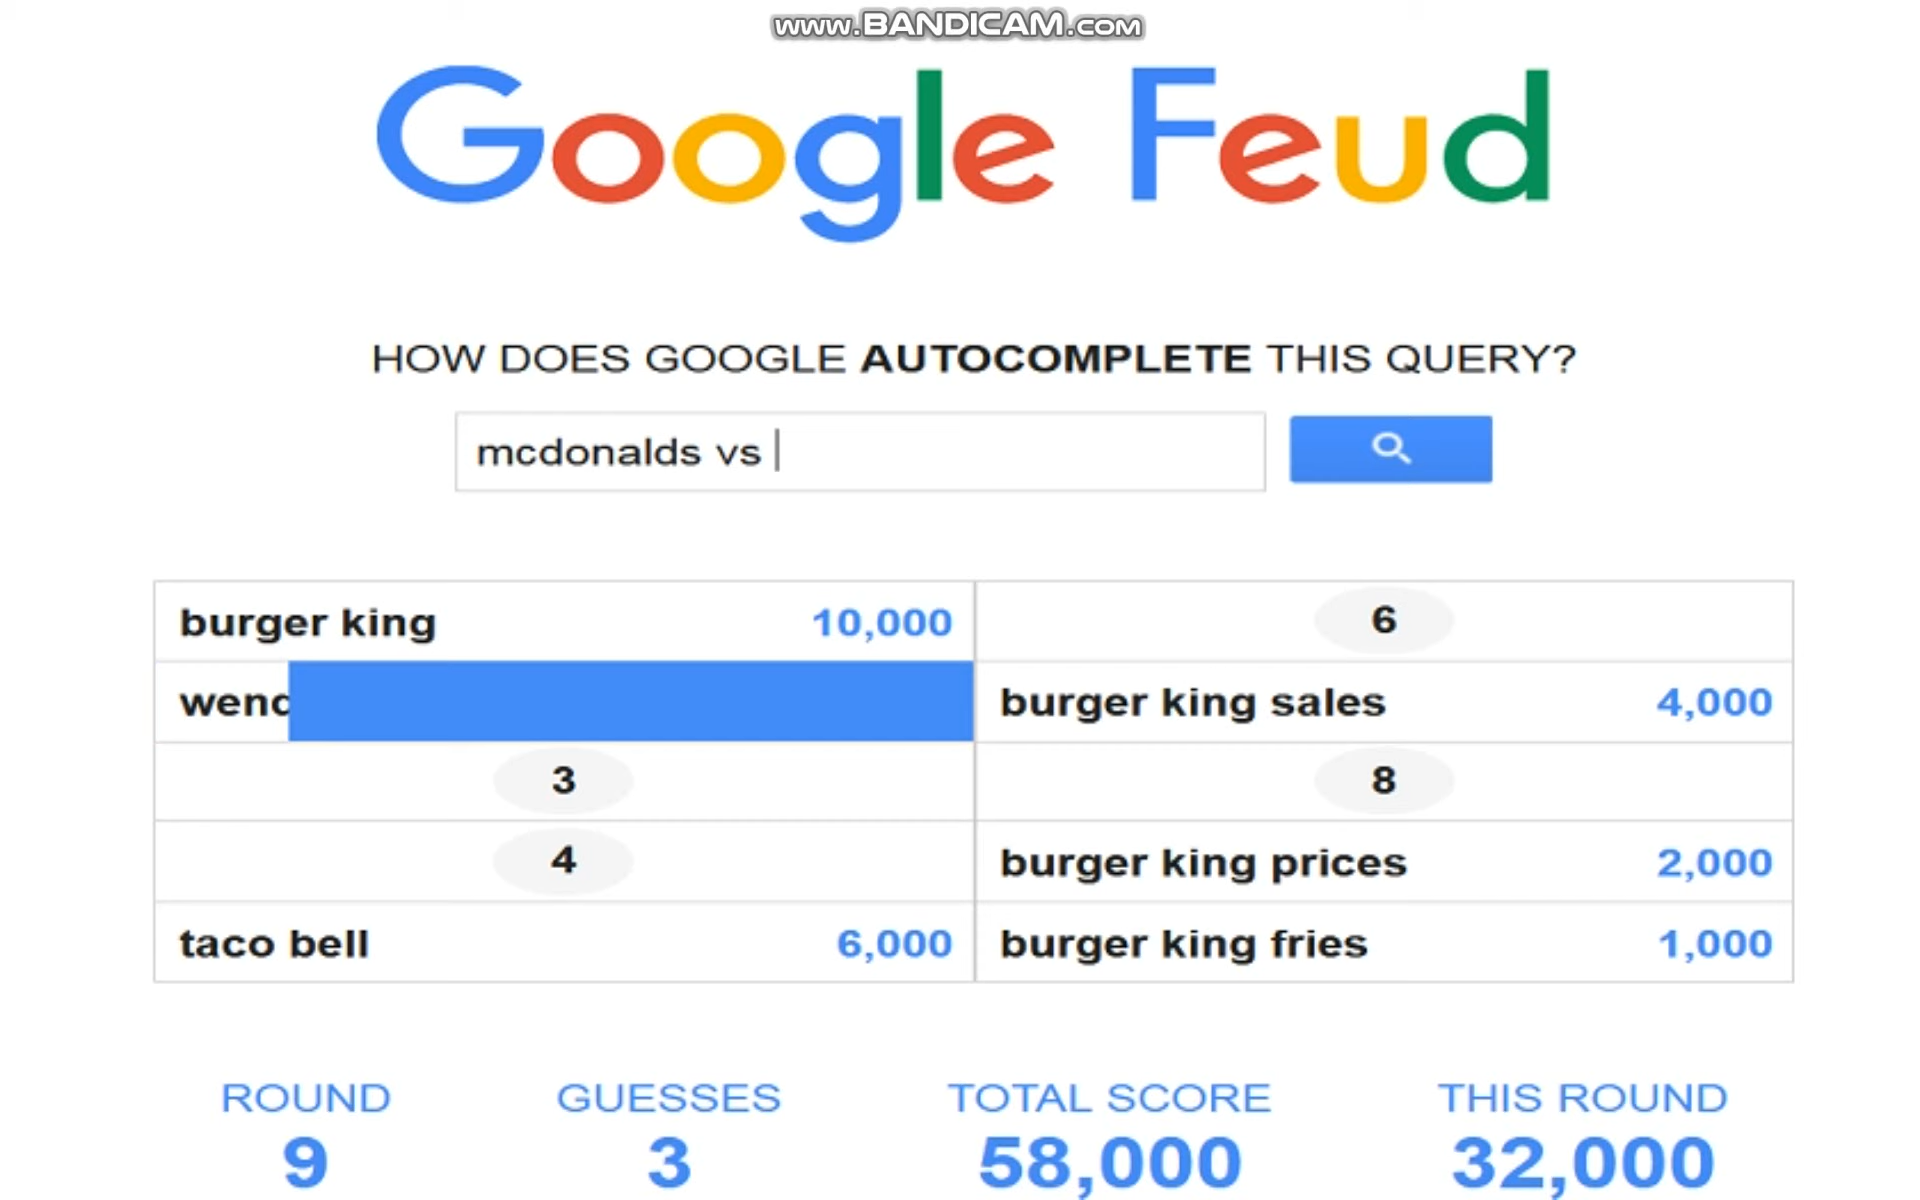 www.BANDICAM.com
Google Feud
HOW DOES GOOGLE AUTOCOMPLETE THIS QUERY?
mcdonalds vs
burger king 10,000
6
wend
burger king sales 4,000
3
8
4
burger king prices 2,000
taco bell 6,000
burger king fries 1,000
ROUND GUESSES TOTAL SCORE THIS ROUND
9 3 58,000 32,000